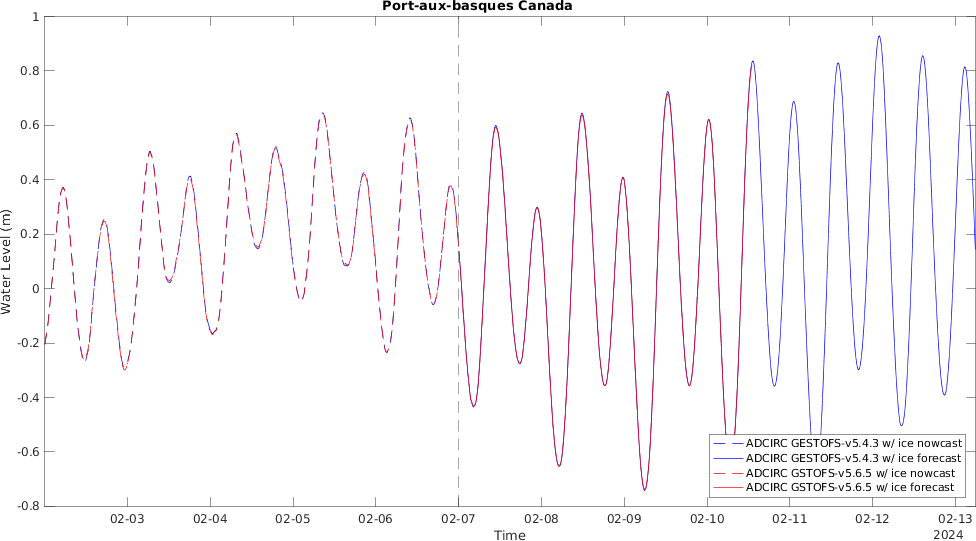 Port-aux-basques Canada
1
0.8
0.6
0.4
0.2
0
-0.2
-0.4
-0.6
-0.8
Water Level (m)
ADCIRC GESTOFS-v5.4.3 w/ ice nowcast
ADCIRC GESTOFS-v5.4.3 w/ ice forecast
ADCIRC GSTOFS-v5.6.5 w/ ice nowcast
ADCIRC GSTOFS-v5.6.5 w/ ice forecast
02-03 02-04 02-05 02-06 02-07 02-08 02-09 02-10 02-11 02-12 02-13
Time
2024